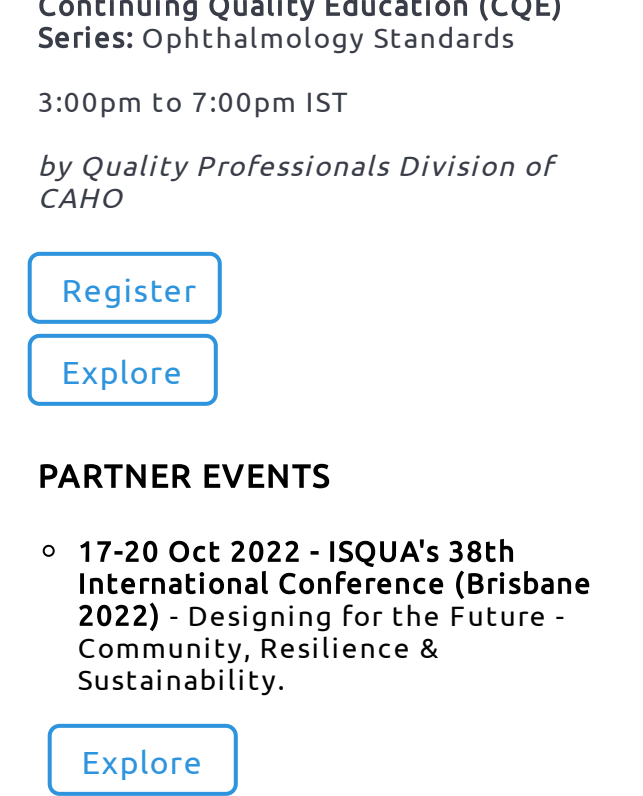 Continuing Quality Education (CQE)
Series: Ophthalmology Standards
3:00pm to 7:00pm IST
by Quality Professionals Division of
CAHO
Register
Explore
PARTNER EVENTS
17-20 Oct 2022 - ISQUA's 38th
International Conference (Brisbane
2022) - Designing for the Future -
Community, Resilience &
Sustainability.
Explore